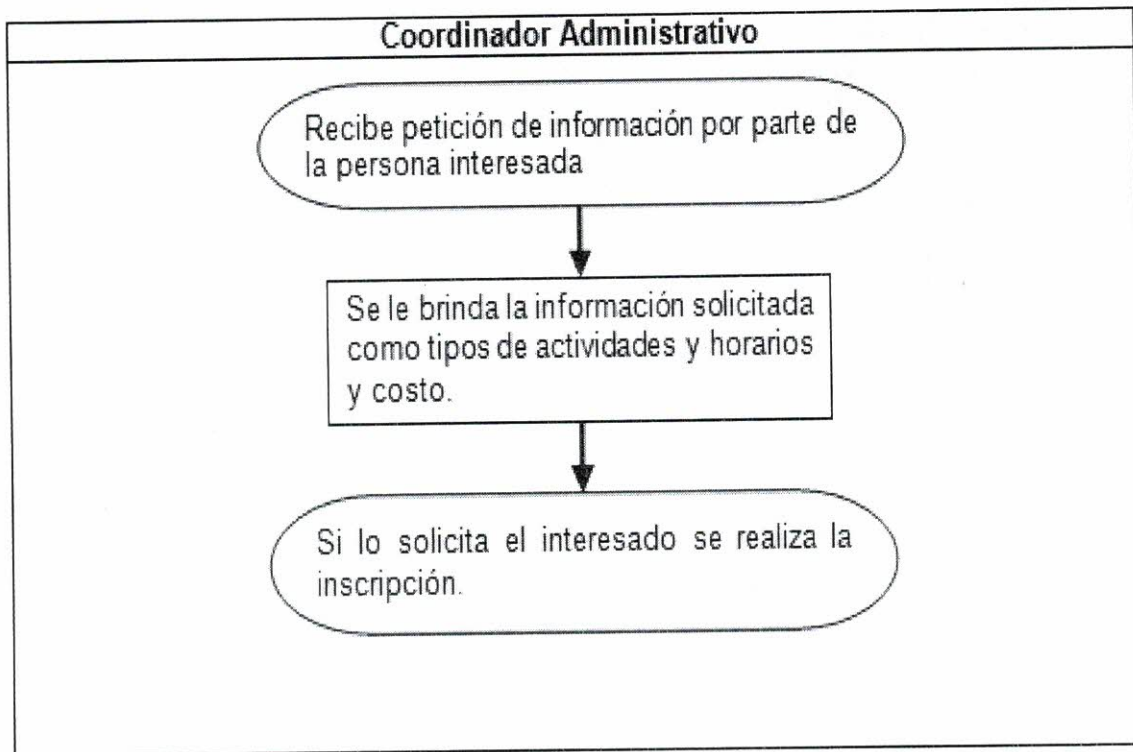 Coordinador Administrativo
Recibe petición de información por parte de
la persona interesada
Se le brinda la información solicitada
como tipos de actividades y horarios
y costo.
Si lo solicita el interesado se realiza la
inscripción.